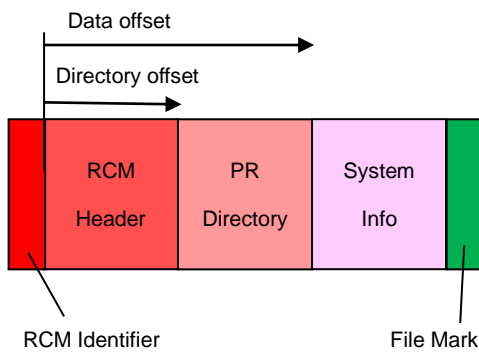 Data offset
Directory offset
RCM
Header
PR
Directory
System
Info
RCM Identifier
File Mark